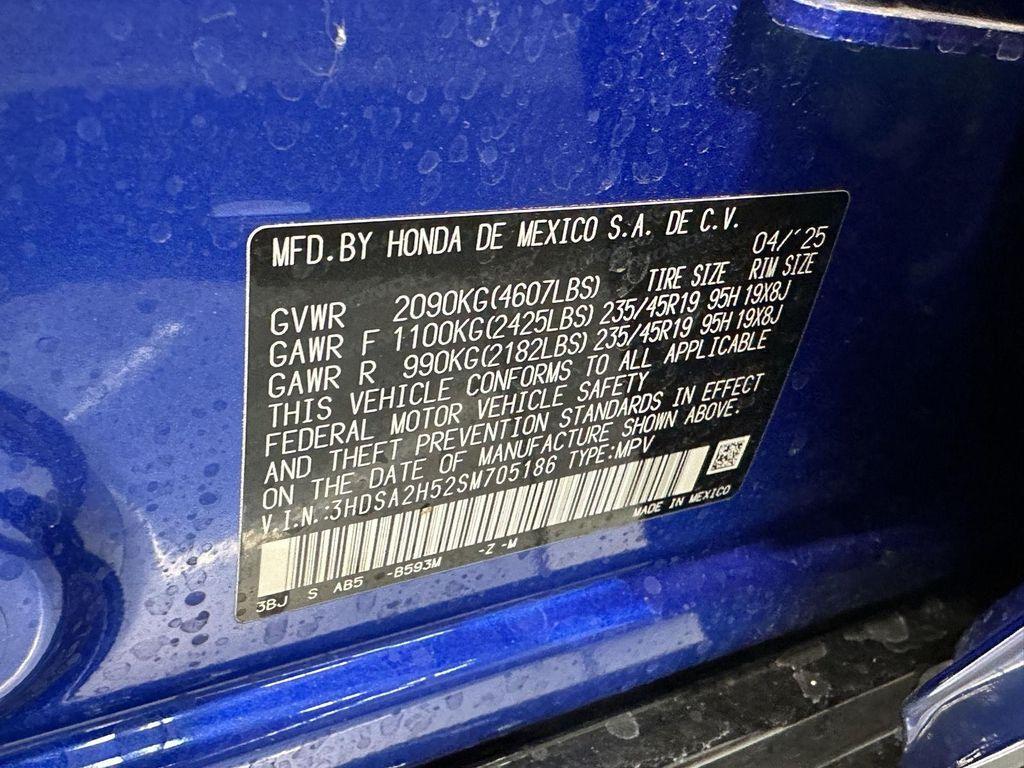 MFD.BY HONDA DE MEXICO S.A. DE C.V.
04/'25
TIRE SIZE RIM SIZE
GVWR 2090KG(4607LBS)
GAWR F 1100KG(2425LBS) 235/45R19 95H 19X8J
GAWR R 990KG(2182LBS) 235/45R19 95H 19X8J
THIS VEHICLE CONFORMS TO ALL APPLICABLE
FEDERAL MOTOR VEHICLE SAFETY
AND THEFT PREVENTION STANDARDS IN EFFECT
ON THE DATE OF MANUFACTURE SHOWN ABOVE.
V.I.N.:3HDSA2H52SM705186 TYPE:MPV
MADE IN MEXICO
3BJ S AB5 -B593M -Z -M